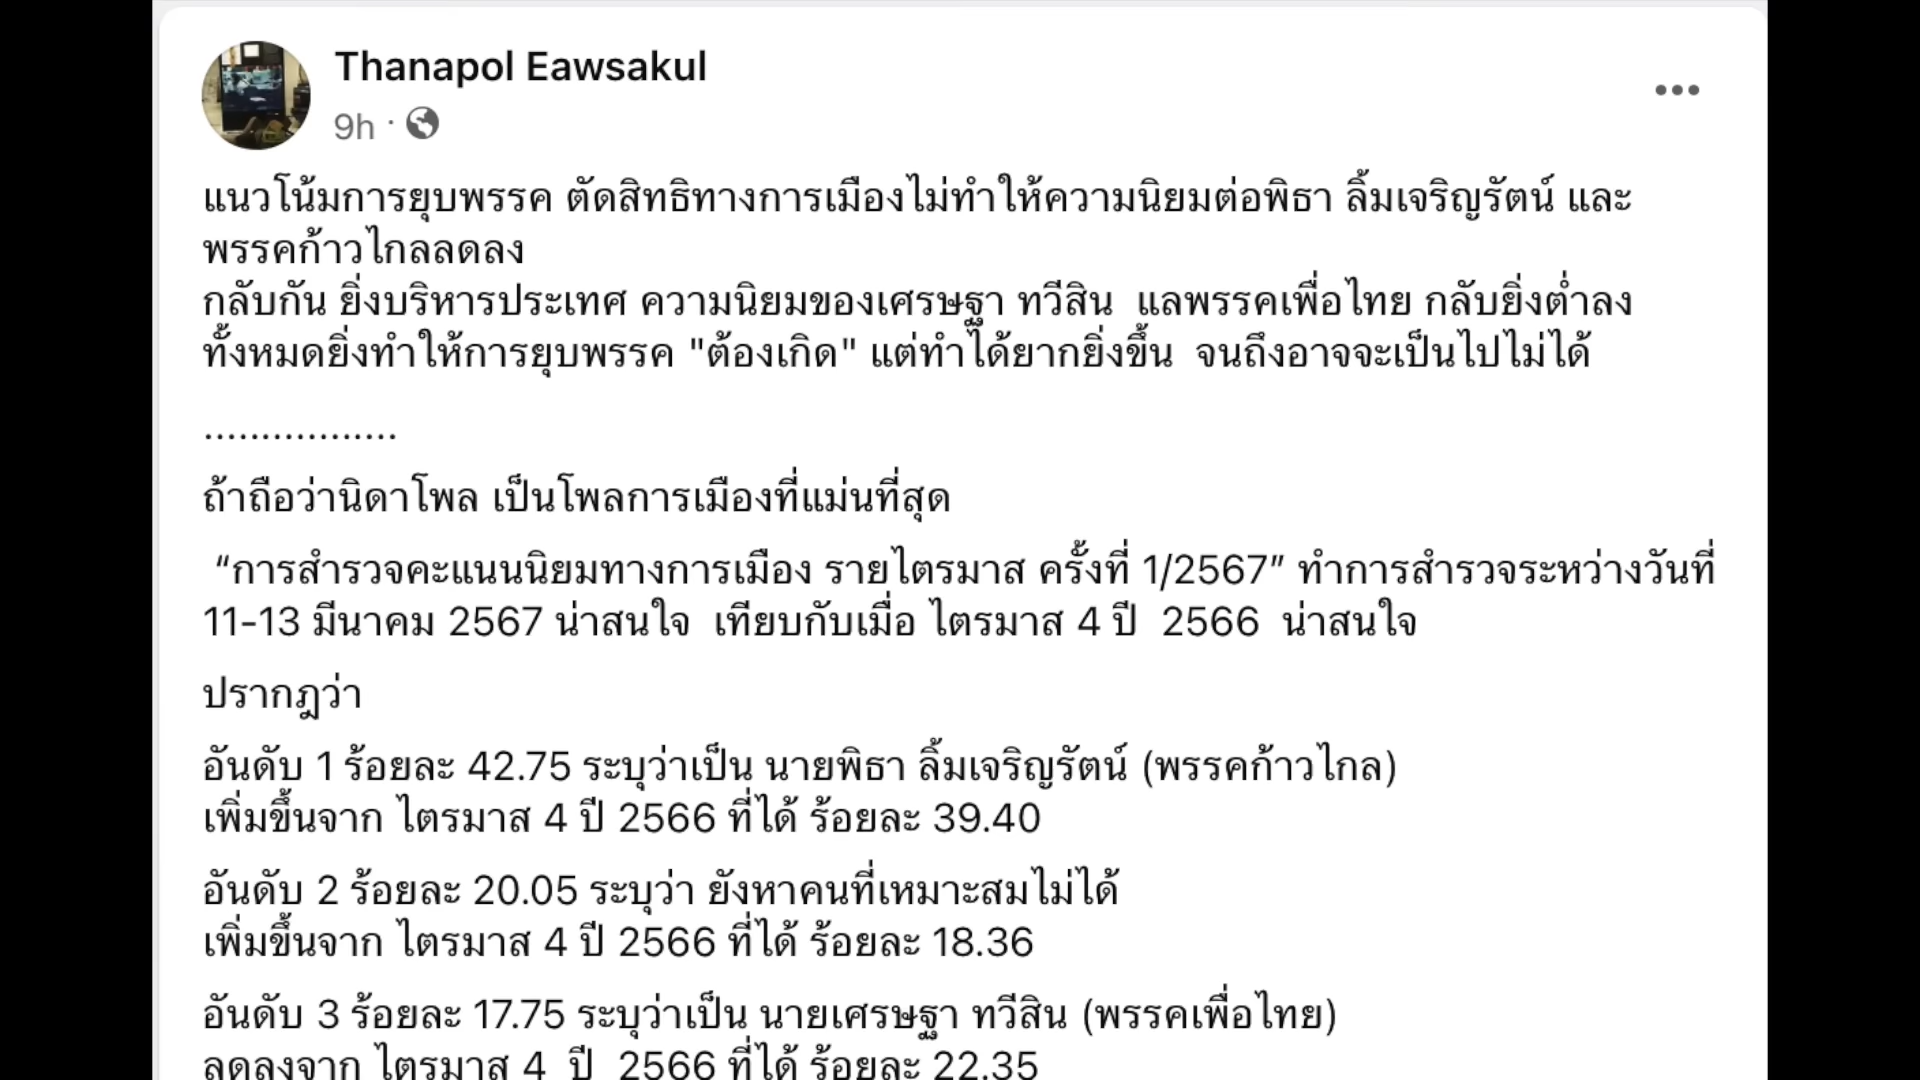 Thanapol Eawsakul
9h ·
แนวโน้มการยุบพรรค ตัดสิทธิทางการเมืองไม่ทำให้ความนิยมต่อพิธา ลิ้มเจริญรัตน์ และ
พรรคก้าวไกลลดลง
กลับกัน ยิ่งบริหารประเทศ ความนิยมของเศรษฐา ทวีสิน  แลพรรคเพื่อไทย กลับยิ่งต่ำลง
ทั้งหมดยิ่งทำให้การยุบพรรค "ต้องเกิด" แต่ทำได้ยากยิ่งขึ้น  จนถึงอาจจะเป็นไปไม่ได้
.................
ถ้าถือว่านิดาโพล เป็นโพลการเมืองที่แม่นที่สุด
“การสำรวจคะแนนนิยมทางการเมือง รายไตรมาส ครั้งที่ 1/2567” ทำการสำรวจระหว่างวันที่
11-13 มีนาคม 2567 น่าสนใจ  เทียบกับเมื่อ ไตรมาส 4 ปี  2566  น่าสนใจ
ปรากฎว่า
อันดับ 1 ร้อยละ 42.75 ระบุว่าเป็น นายพิธา ลิ้มเจริญรัตน์ (พรรคก้าวไกล)
เพิ่มขึ้นจาก ไตรมาส 4 ปี 2566 ที่ได้ ร้อยละ 39.40
อันดับ 2 ร้อยละ 20.05 ระบุว่า ยังหาคนที่เหมาะสมไม่ได้
เพิ่มขึ้นจาก ไตรมาส 4 ปี 2566 ที่ได้ ร้อยละ 18.36
อันดับ 3 ร้อยละ 17.75 ระบุว่าเป็น นายเศรษฐา ทวีสิน (พรรคเพื่อไทย)
ลดลงจาก ไตรมาส 4  ปี  2566 ที่ได้ ร้อยละ 22.35